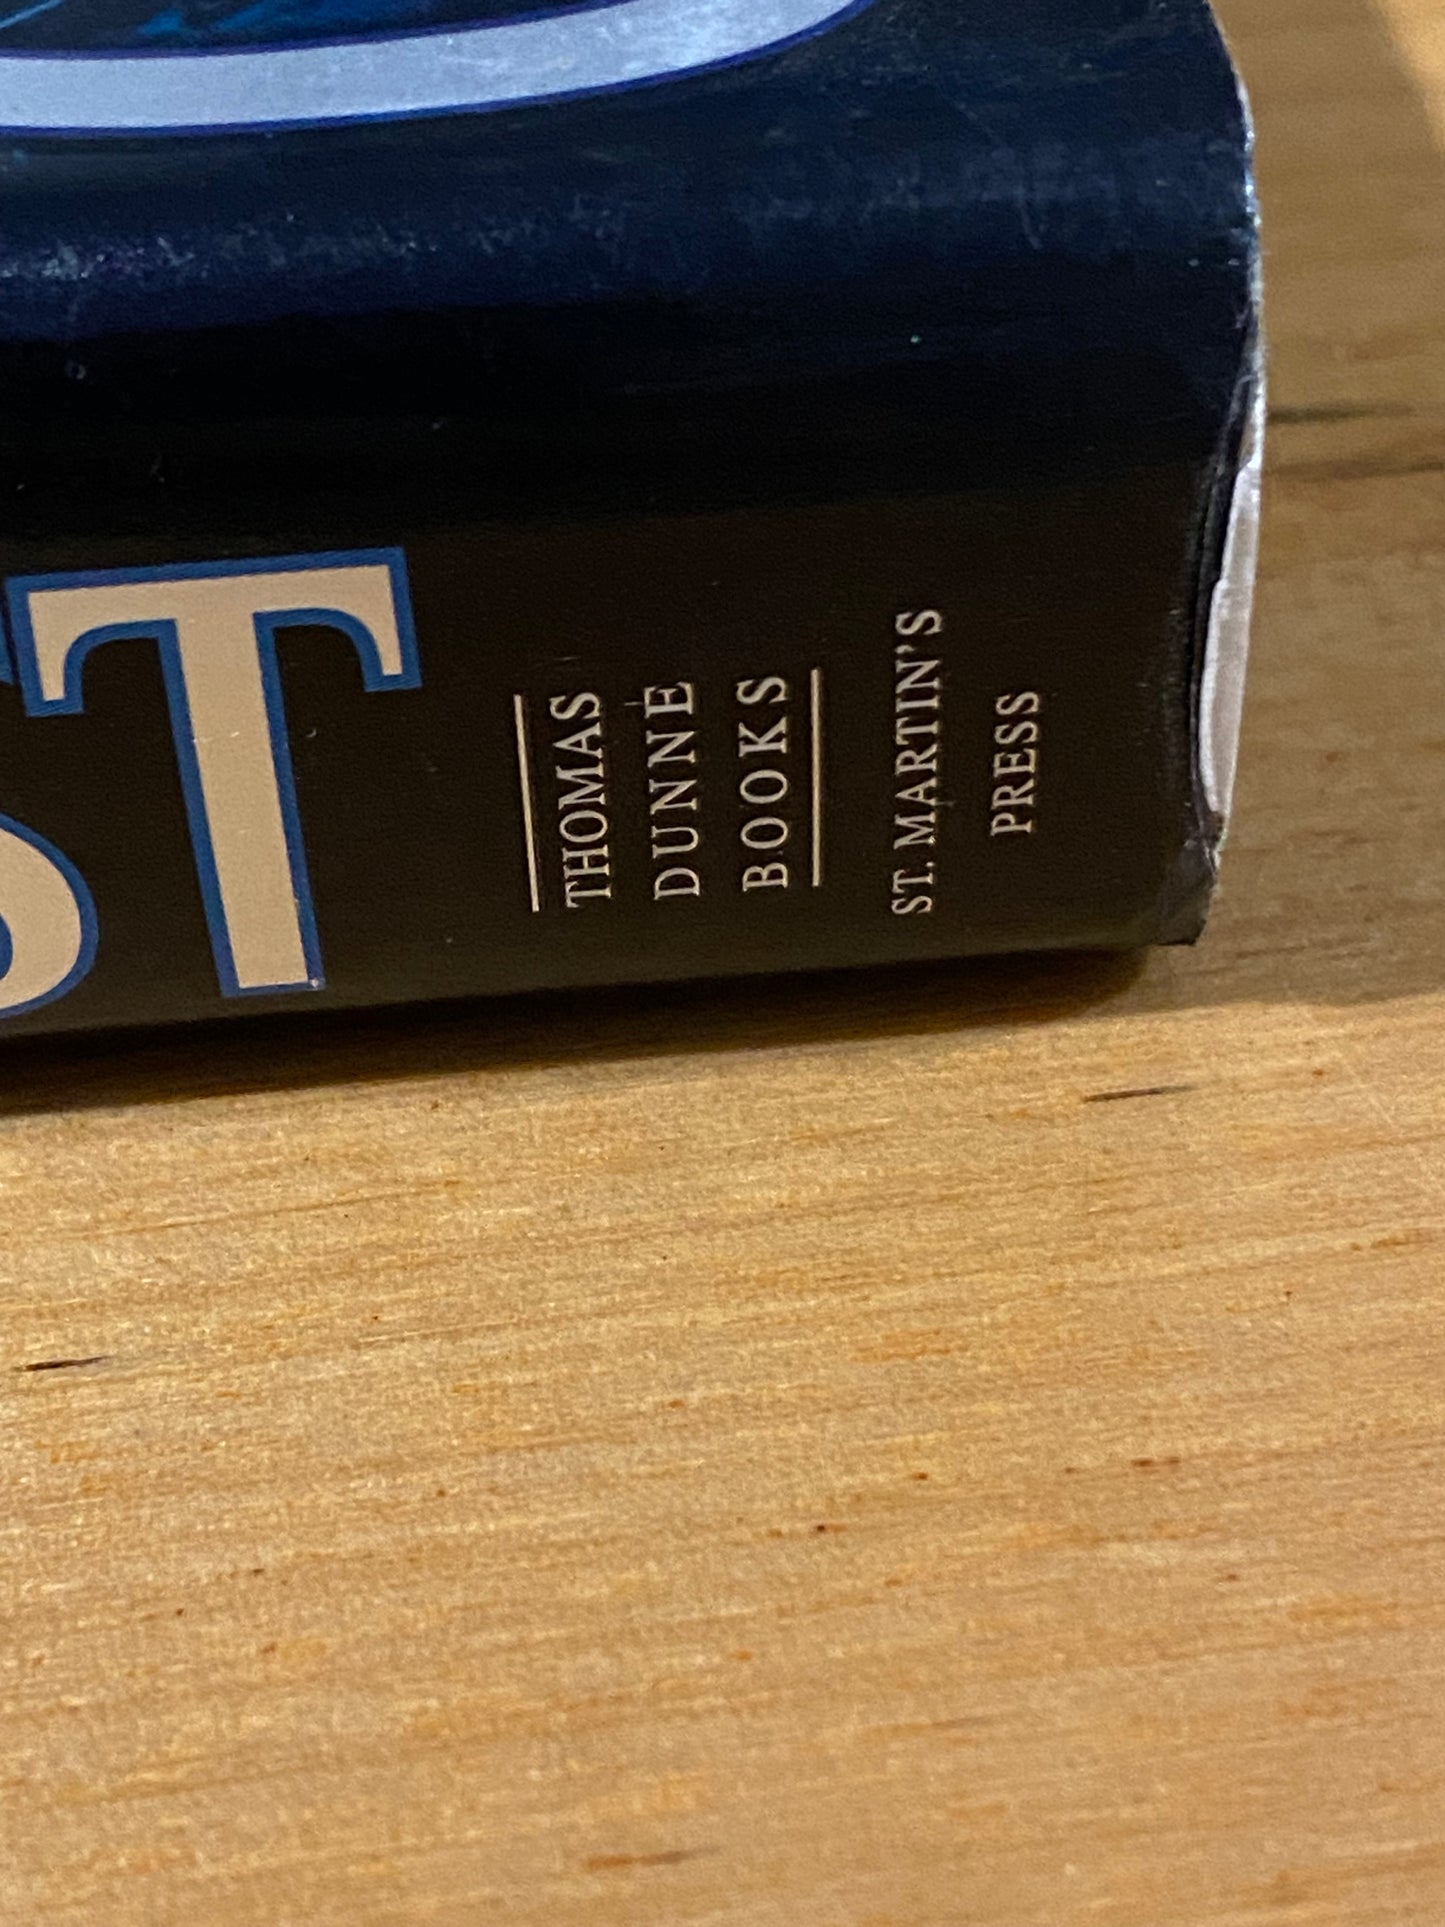 ST
THOMAS
DUNNE
BOOKS
ST. MARTIN'S
PRESS